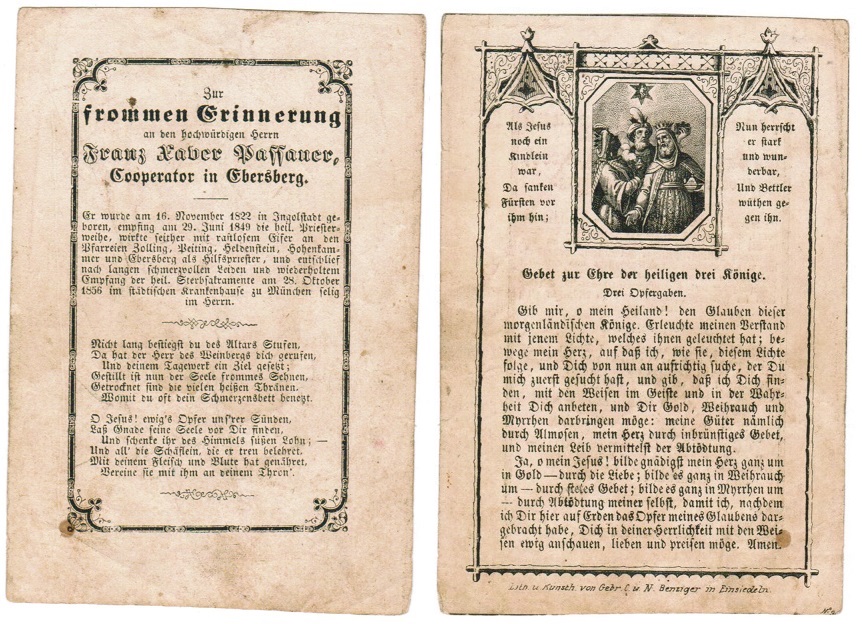 Zur
frommen Erinnerung
an den hochwürdigen Herrn
Franz Xaver Passauer,
Cooperator in Ebersberg.
Er wurde am 16. November 1822 in Ingolstadt ge-
boren, empfing am 29. Juni 1849 die heil. Priester-
weihe, wirkte seither mit rastlosem Eifer an den
Pfarreien Zolling, Peiting, Heldenstein, Hohenkam-
mer und Ebersberg als Hilfspriester, und entschlief
nach langen schmerzvollen Leiden und wiederholtem
Empfang der heil. Sterbsakramente am 28. Oktober
1856 im städtischen Krankenhause zu München selig
im Herrn.
Nicht lang bestiegst du des Altars Stufen,
Da hat der Herr des Weinbergs dich gerufen,
Und deinem Tagewerk ein Ziel gesetzt;
Gestillt ist nun der Seele frommes Sehnen,
Getrocknet sind die vielen heißen Thränen,
Womit du oft dein Schmerzensbett benetzt.
O Jesus! ewig's Opfer uns'rer Sünden,
Laß Gnade seine Seele vor Dir finden,
Und schenke ihr des Himmels süßen Lohn; —
Und all' die Schäflein, die er treu belehret,
Mit deinem Fleisch und Blute hat genähret,
Vereine sie mit ihm an deinem Thron'.
Als Jesus
noch ein
Kindlein
war,
Da sanken
Fürsten vor
ihm hin;
Nun herrscht
er stark
und wun-
derbar,
Und Bettler
wüthen ge-
gen ihn.
Gebet zur Ehre der heiligen drei Könige.
Drei Opfergaben.
Gib mir, o mein Heiland! den Glauben dieser
morgenländischen Könige. Erleuchte meinen Verstand
mit jenem Lichte, welches ihnen geleuchtet hat; be-
wege mein Herz, auf daß ich, wie sie, diesem Lichte
folge, und Dich von nun an aufrichtig suche, der Du
mich zuerst gesucht hast, und gib, daß ich Dich fin-
den, mit den Weisen im Geiste und in der Wahr-
heit Dich anbeten, und Dir Gold, Weihrauch und
Myrrhen darbringen möge: meine Güter nämlich
durch Almosen, mein Herz durch inbrünstiges Gebet,
und meinen Leib vermittelst der Abtödtung.
Ja, o mein Jesus! bilde gnädigst mein Herz ganz um
in Gold — durch die Liebe; bilde es ganz in Weihrauch
um — durch stetes Gebet; bilde es ganz in Myrrhen um
— durch Abtödtung meiner selbst, damit ich, nachdem
ich Dir hier auf Erden das Opfer meines Glaubens dar-
gebracht habe, Dich in deiner Herrlichkeit mit den Wei-
sen ewig anschauen, lieben und preisen möge. Amen.
Lith. u. Kunsth. von Gebr. C. u. N. Benziger in Einsiedeln.